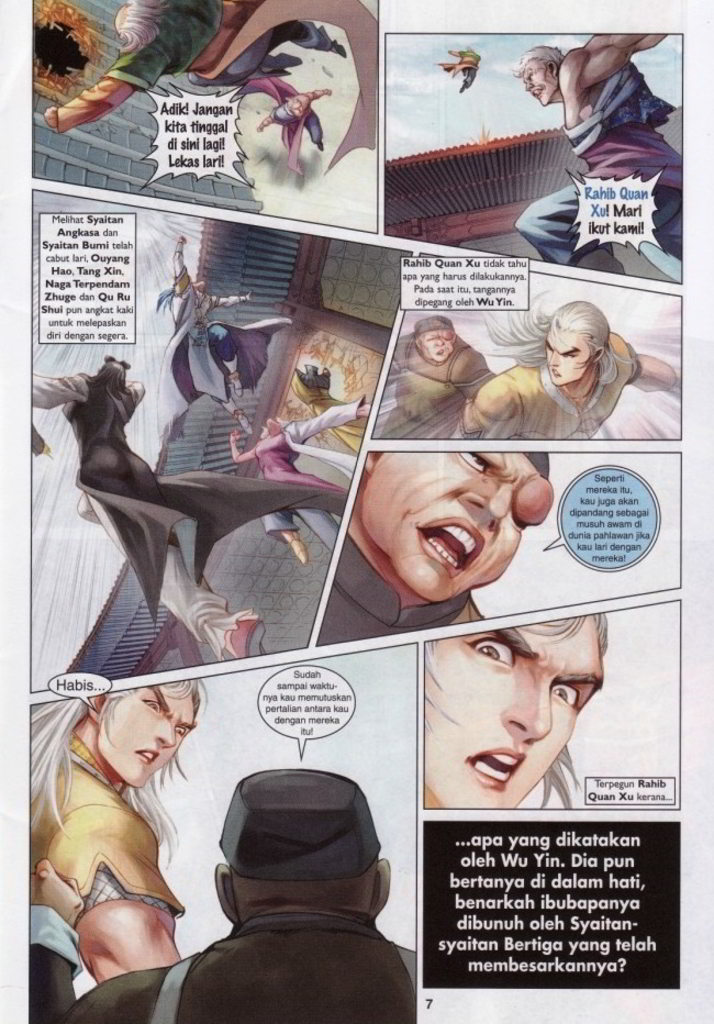 Adik! Jangan
kita tinggal
di sini lagi!
Lekas lari!
Rahib Quan
Xu! Mari
ikut kami!
Melihat Syaitan
Angkasa dan
Syaitan Bumi telah
cabut lari, Ouyang
Hao, Tang Xin,
Naga Terpendam
Zhuge dan Qu Ru
Shui pun angkat kaki
untuk melepaskan
diri dengan segera.
Rahib Quan Xu tidak tahu
apa yang harus dilakukannya.
Pada saat itu, tangannya
dipegang oleh Wu Yin.
Seperti
mereka itu,
kau juga akan
dipandang sebagai
musuh awam di
dunia pahlawan jika
kau lari dengan
mereka!
Habis...
Sudah
sampai waktu-
nya kau memutuskan
pertalian antara kau
dengan mereka
itu!
Terpegun Rahib
Quan Xu kerana...
...apa yang dikatakan
oleh Wu Yin. Dia pun
bertanya di dalam hati,
benarkah ibubapanya
dibunuh oleh Syaitan-
syaitan Bertiga yang telah
membesarkannya?
7